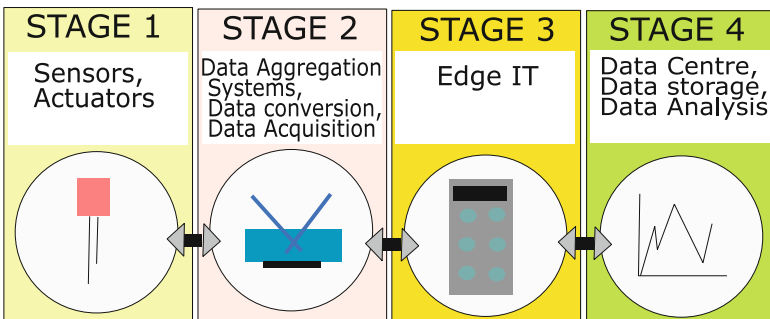 STAGE 1
Sensors,
Actuators
STAGE 2
Data Aggregation
Systems,
Data conversion,
Data Acquisition
STAGE 3
Edge IT
STAGE 4
Data Centre,
Data storage,
Data Analysis